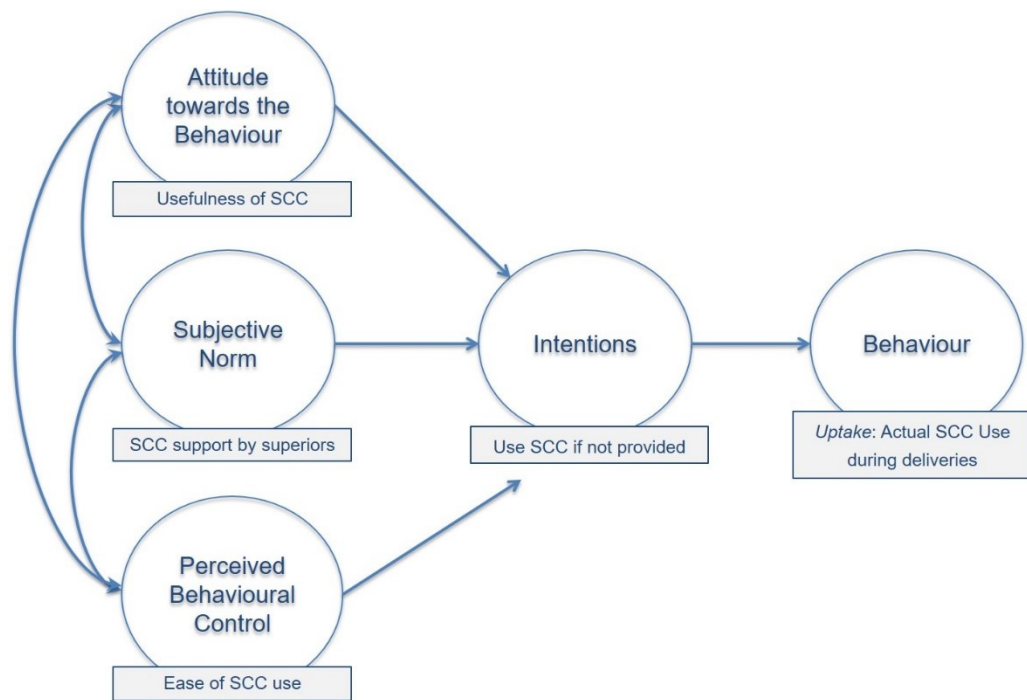 Attitude
towards the
Behaviour
Usefulness of SCC
Subjective
Norm
SCC support by superiors
Perceived
Behavioural
Control
Ease of SCC use
Intentions
Use SCC if not provided
Behaviour
Uptake: Actual SCC Use
during deliveries